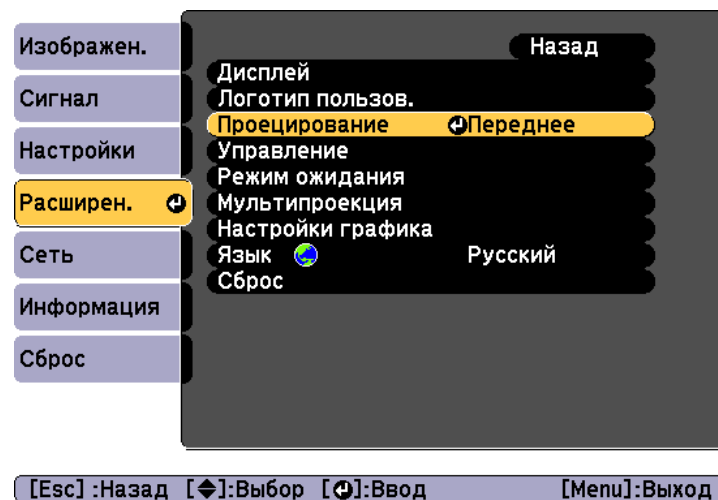 Изображен.
Сигнал
Настройки
Расширен.
Сеть
Информация
Сброс
Назад
Дисплей
Логотип пользов.
Проецирование Переднее
Управление
Режим ожидания
Мультипроекция
Настройки графика
Язык Русский
Сброс
[Esc] :Назад [◆]:Выбор [⏎]:Ввод [Menu]:Выход